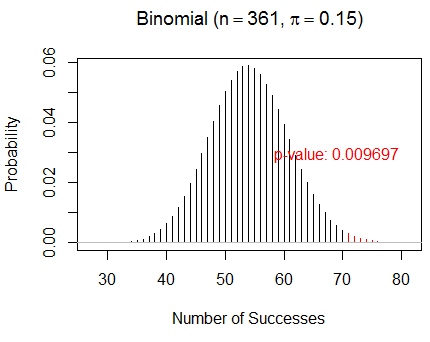 Binomial (n = 361, π = 0.15)
Probability
0.00 0.02 0.04 0.06
p-value: 0.009697
30 40 50 60 70 80
Number of Successes